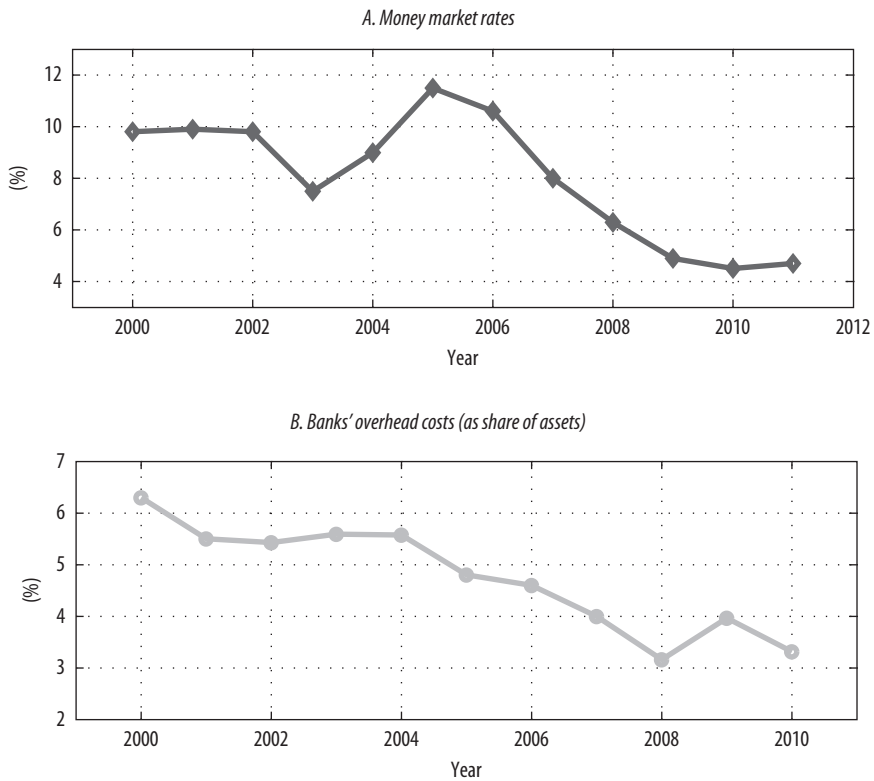 A. Money market rates
12
10
8
6
4
(%)
2000 2002 2004 2006 2008 2010 2012
Year
B. Banks’ overhead costs (as share of assets)
7
6
5
4
3
2
(%)
2000 2002 2004 2006 2008 2010
Year